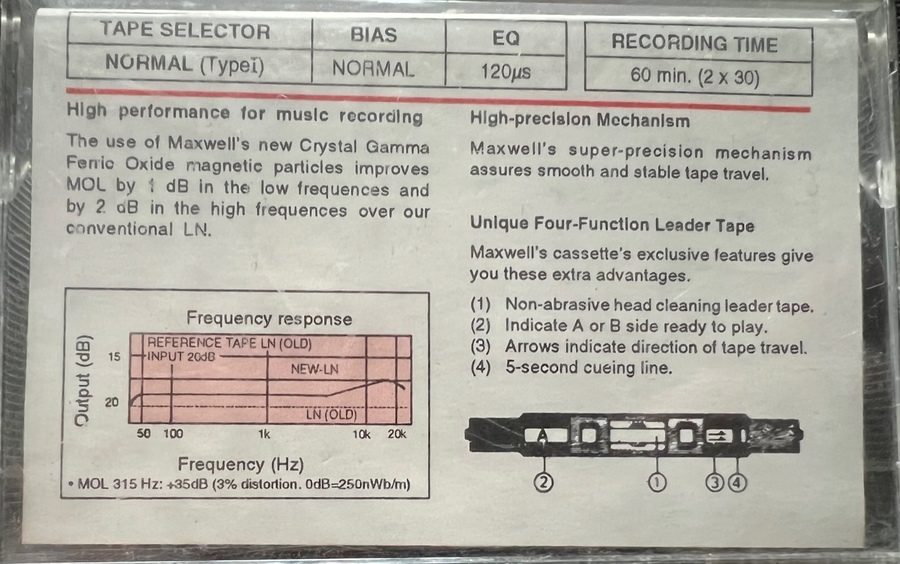 TAPE SELECTOR BIAS EQ
NORMAL (TypeI) NORMAL 120µs
RECORDING TIME
60 min. (2 x 30)
High performance for music recording
The use of Maxwell's new Crystal Gamma
Ferric Oxide magnetic particles improves
MOL by 1 dB in the low frequences and
by 2 dB in the high frequences over our
conventional LN.
High-precision Mechanism
Maxwell's super-precision mechanism
assures smooth and stable tape travel.
Unique Four-Function Leader Tape
Maxwell's cassette's exclusive features give
you these extra advantages.
(1) Non-abrasive head cleaning leader tape.
(2) Indicate A or B side ready to play.
(3) Arrows indicate direction of tape travel.
(4) 5-second cueing line.
Frequency response
REFERENCE TAPE LN (OLD)
INPUT 20dB
NEW-LN
LN (OLD)
Output (dB)
15
20
50 100 1k 10k 20k
Frequency (Hz)
• MOL 315 Hz: +35dB (3% distortion. 0dB=250nWb/m)
A
② ① ③ ④